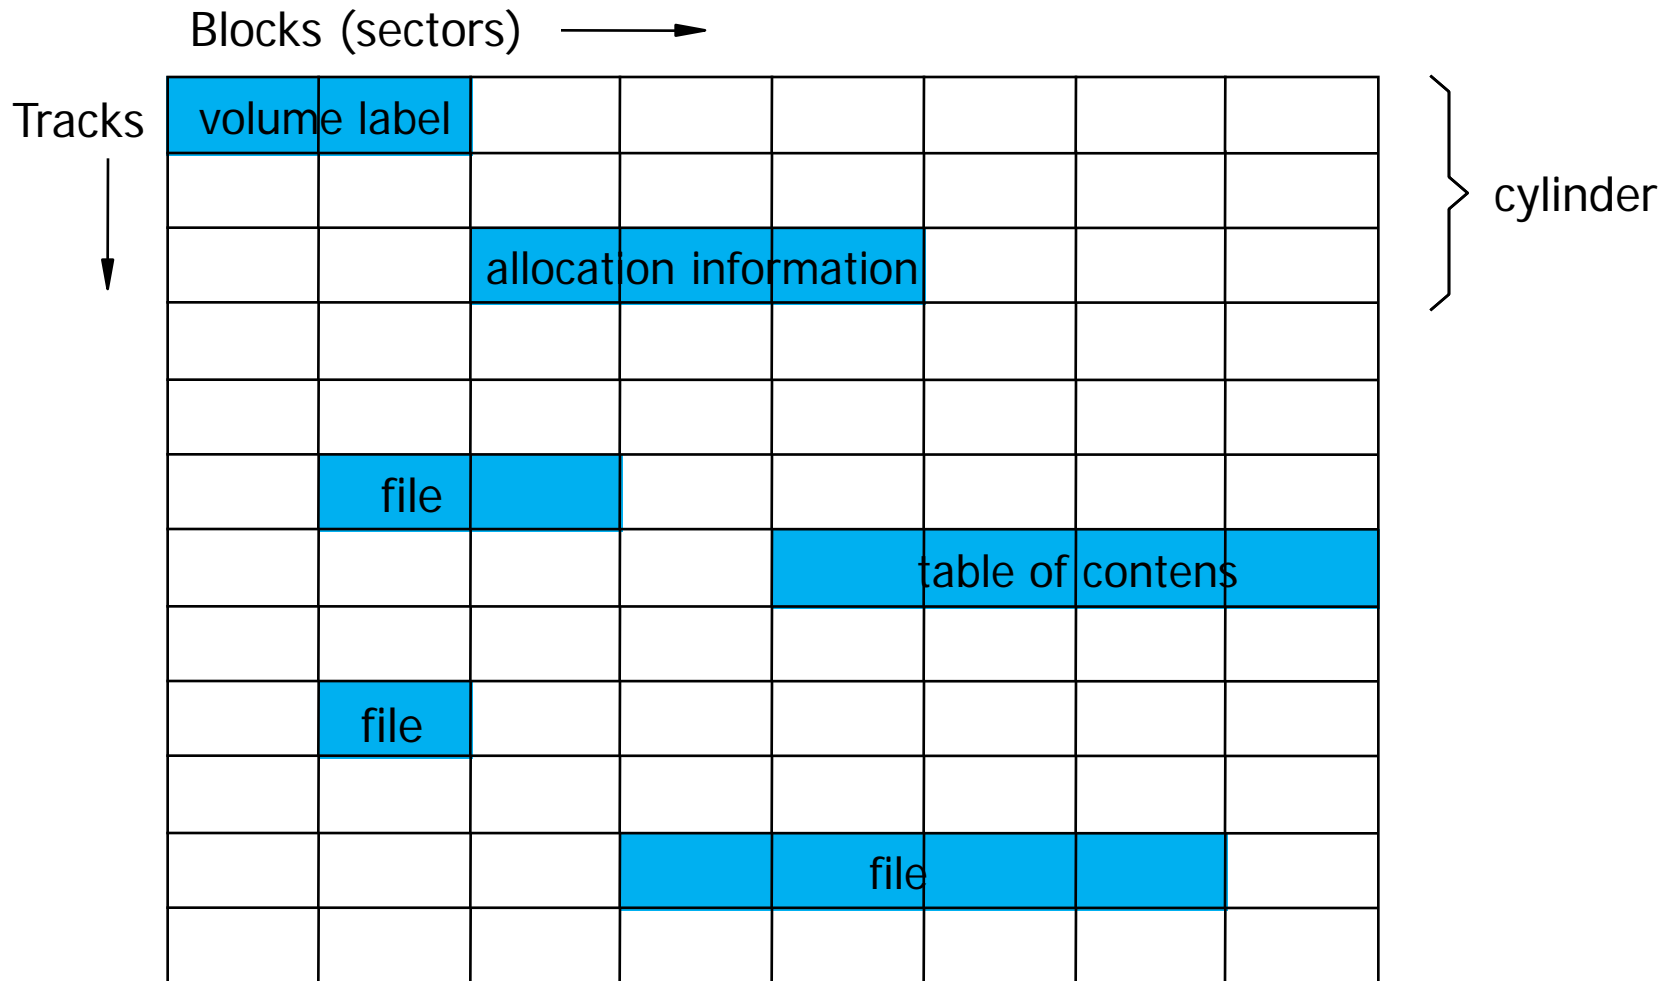 Blocks (sectors)
Tracks
volume label
cylinder
allocation information
file
table of contens
file
file